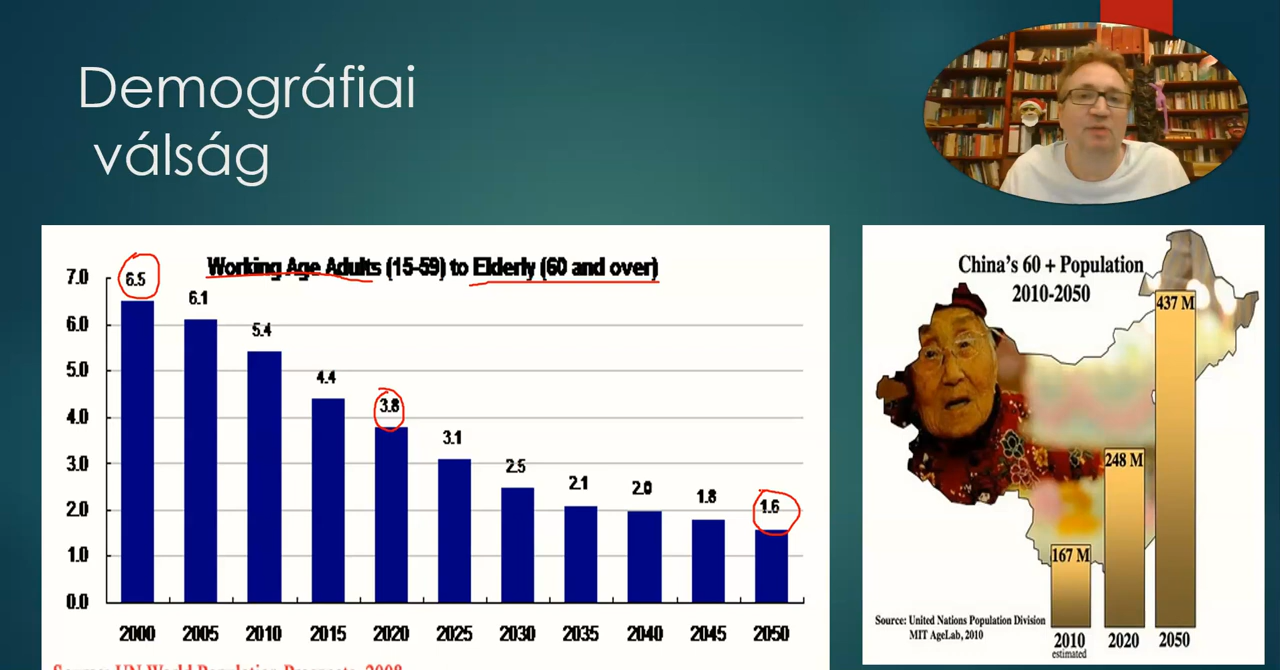 Demográfiai
válság
Working Age Adults (15-59) to Elderly (60 and over)
7.0
6.0
5.0
4.0
3.0
2.0
1.0
0.0
6.5
6.1
5.4
4.4
3.8
3.1
2.5
2.1
2.0
1.8
1.6
2000 2005 2010 2015 2020 2025 2030 2035 2040 2045 2050
Source: UN World Population Prospects, 2008
China's 60 + Population
2010-2050
437 M
248 M
167 M
Source: United Nations Population Division
MIT AgeLab, 2010
2010 2020 2050
estimated